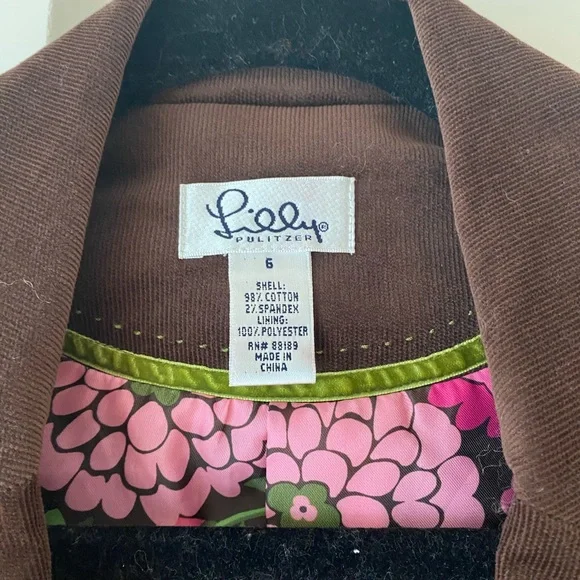 Lilly®
PULITZER
6
SHELL:
98% COTTON
2% SPANDEX
LINING:
100% POLYESTER
RN# 88189
MADE IN
CHINA